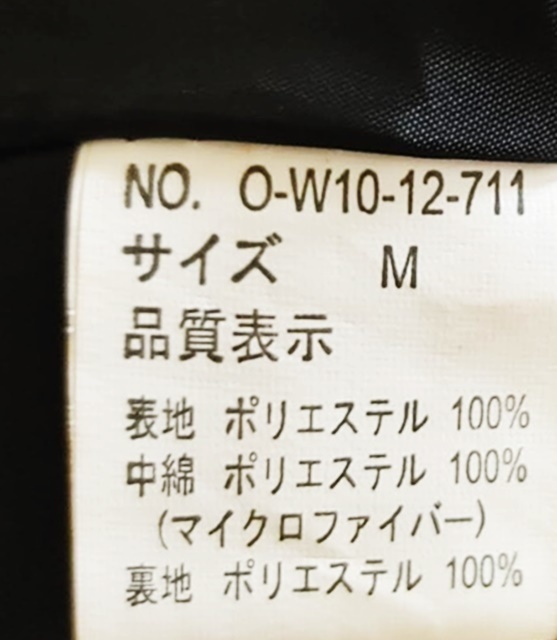 NO. O-W10-12-711
サイズ M
品質表示
表地 ポリエステル 100%
中綿 ポリエステル 100%
(マイクロファイバー)
裏地 ポリエステル 100%